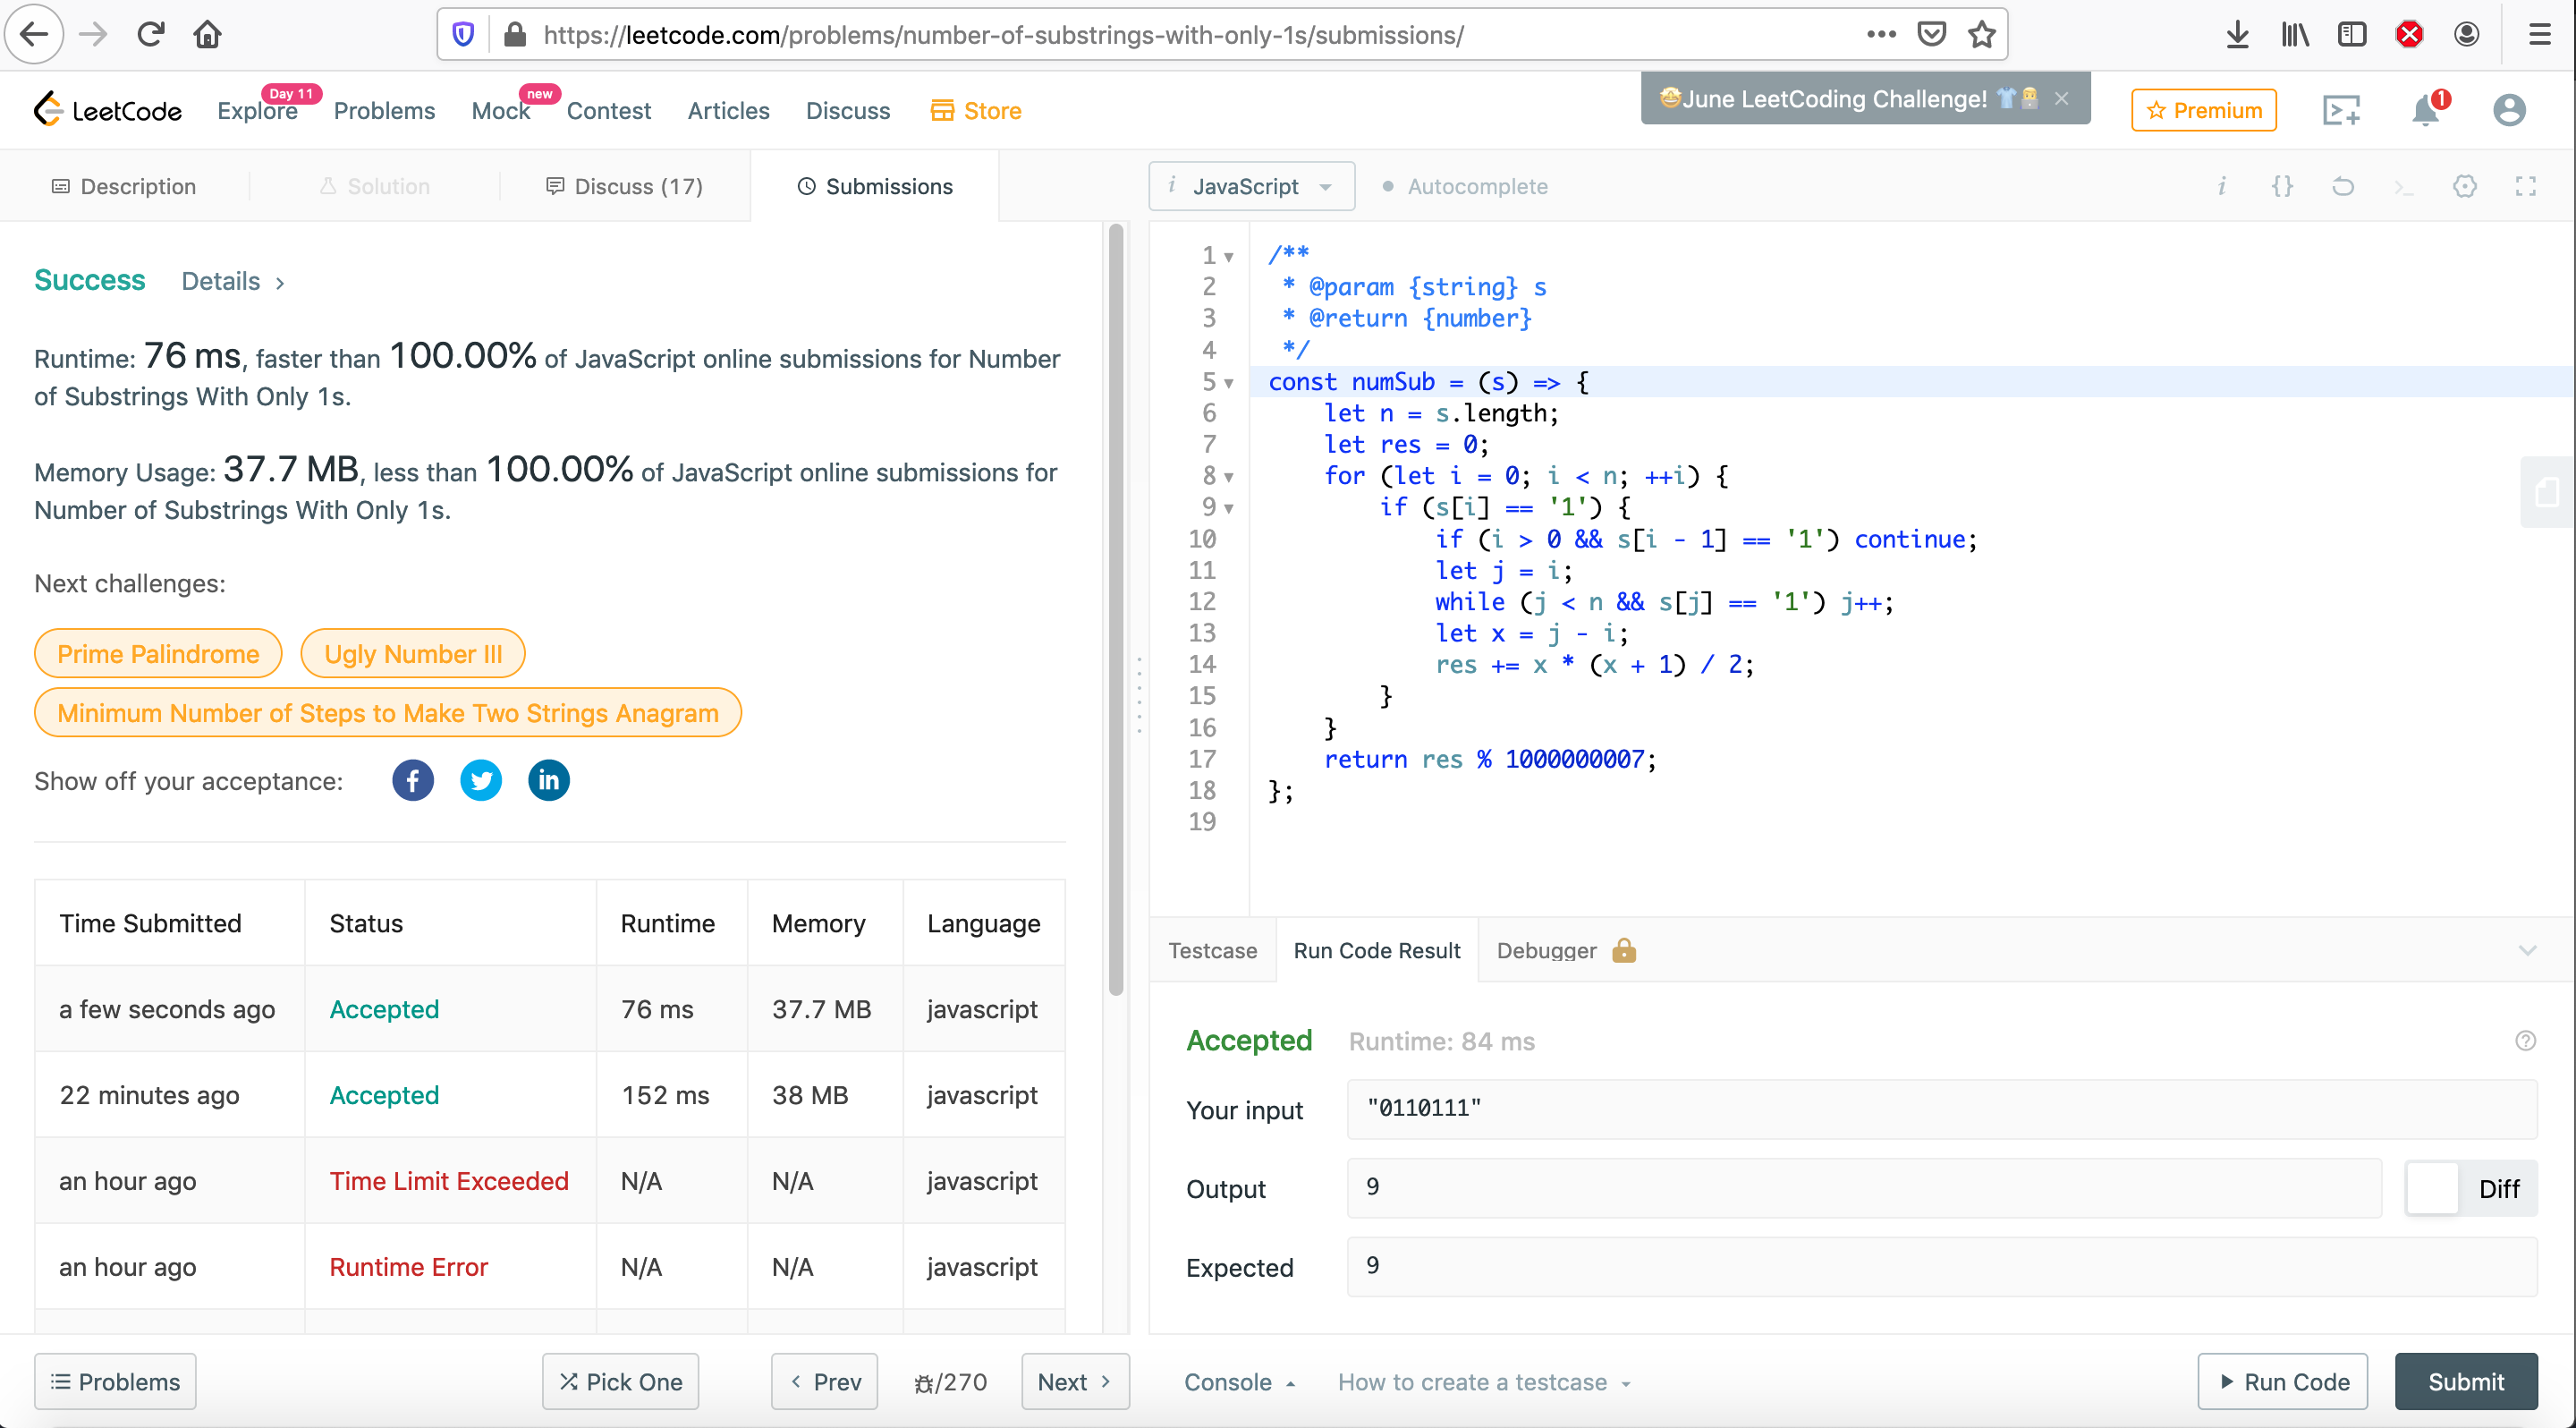 https://leetcode.com/problems/number-of-substrings-with-only-1s/submissions/
LeetCode
Explore
Day 11
Problems
Mock
new
Contest
Articles
Discuss
Store
🤩June LeetCoding Challenge! 👕
Premium
1
Description
Solution
Discuss (17)
Submissions
i JavaScript
Autocomplete
i
{}
Success Details >
Runtime: 76 ms, faster than 100.00% of JavaScript online submissions for Number
of Substrings With Only 1s.
Memory Usage: 37.7 MB, less than 100.00% of JavaScript online submissions for
Number of Substrings With Only 1s.
Next challenges:
Prime Palindrome
Ugly Number III
Minimum Number of Steps to Make Two Strings Anagram
Show off your acceptance:
f
in
Time Submitted Status Runtime Memory Language
a few seconds ago Accepted 76 ms 37.7 MB javascript
22 minutes ago Accepted 152 ms 38 MB javascript
an hour ago Time Limit Exceeded N/A N/A javascript
an hour ago Runtime Error N/A N/A javascript
1 /**
2  * @param {string} s
3  * @return {number}
4  */
5 const numSub = (s) => {
6     let n = s.length;
7     let res = 0;
8     for (let i = 0; i < n; ++i) {
9         if (s[i] == '1') {
10             if (i > 0 && s[i - 1] == '1') continue;
11             let j = i;
12             while (j < n && s[j] == '1') j++;
13             let x = j - i;
14             res += x * (x + 1) / 2;
15         }
16     }
17     return res % 1000000007;
18 };
19
Testcase
Run Code Result
Debugger
Accepted Runtime: 84 ms
?
Your input "0110111"
Output 9
Diff
Expected 9
Problems
Pick One
< Prev
/270
Next >
Console
How to create a testcase
Run Code
Submit